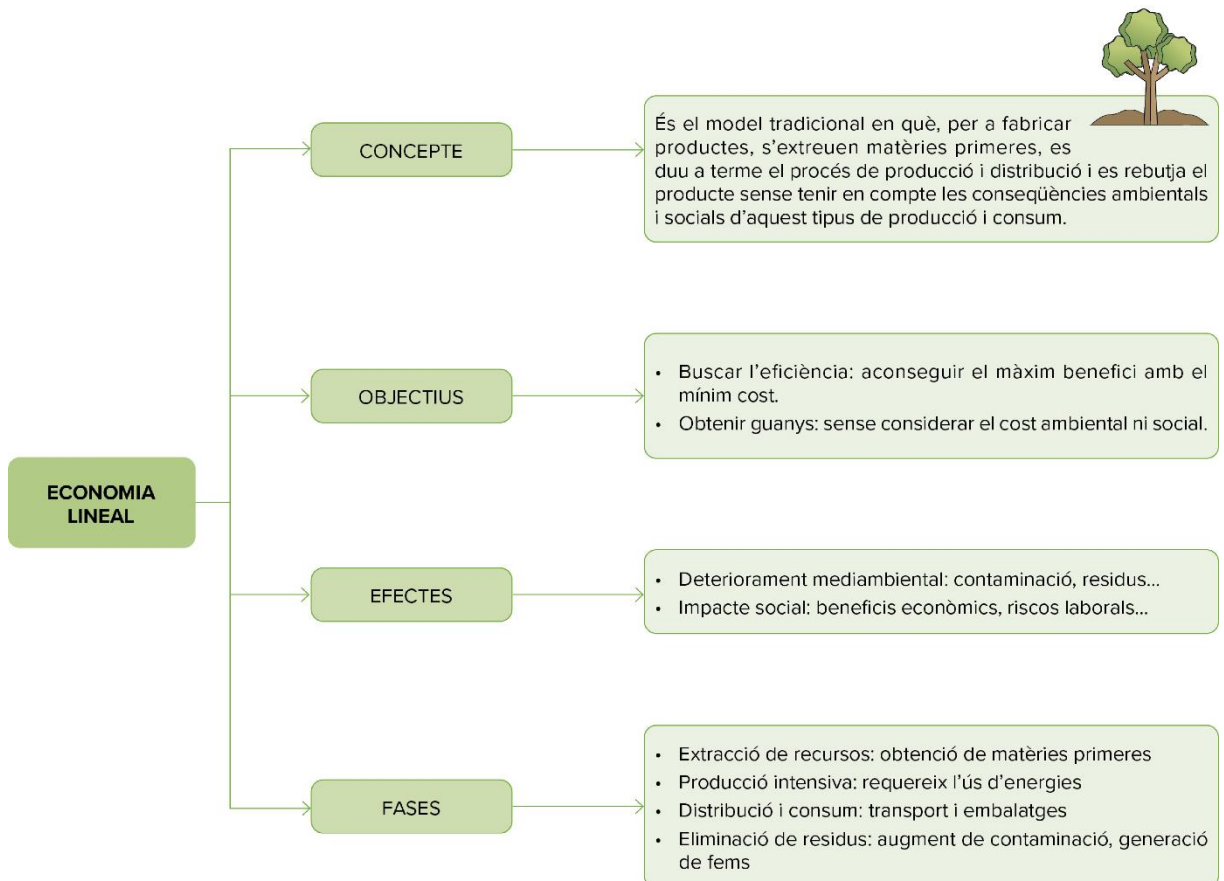 CONCEPTE
És el model tradicional en què, per a fabricar
productes, s'extreuen matèries primeres, es
duu a terme el procés de producció i distribució i es rebutja el
producte sense tenir en compte les conseqüències ambientals
i socials d'aquest tipus de producció i consum.
OBJECTIUS
• Buscar l'eficiència: aconseguir el màxim benefici amb el
mínim cost.
• Obtenir guanys: sense considerar el cost ambiental ni social.
ECONOMIA
LINEAL
EFECTES
• Deteriorament mediambiental: contaminació, residus...
• Impacte social: beneficis econòmics, riscos laborals...
FASES
• Extracció de recursos: obtenció de matèries primeres
• Producció intensiva: requereix l'ús d'energies
• Distribució i consum: transport i embalatges
• Eliminació de residus: augment de contaminació, generació
de fems